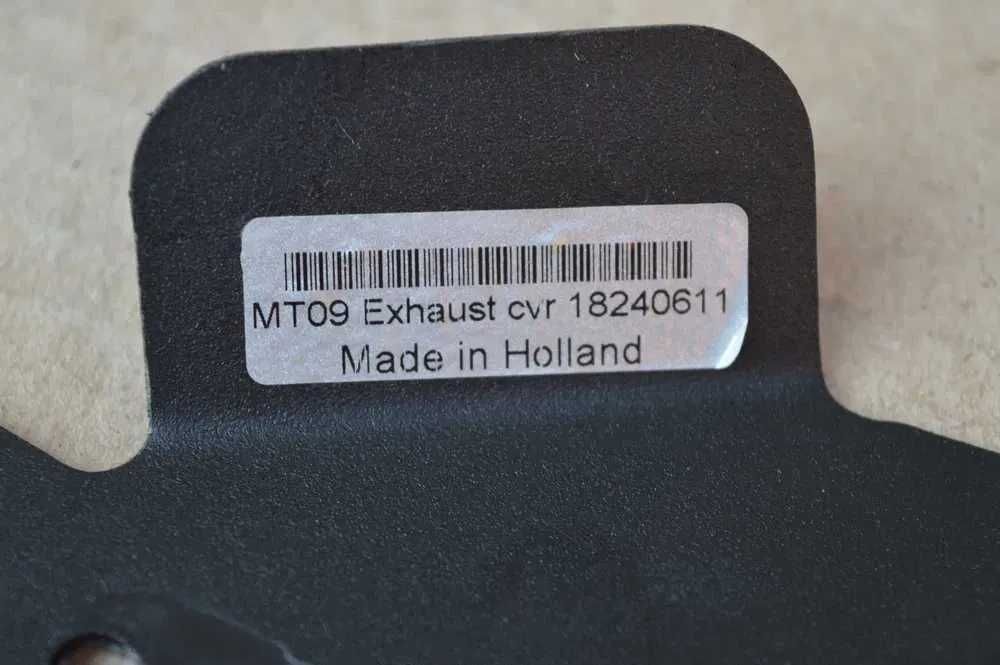 MT09 Exhaust cvr 18240611
Made in Holland